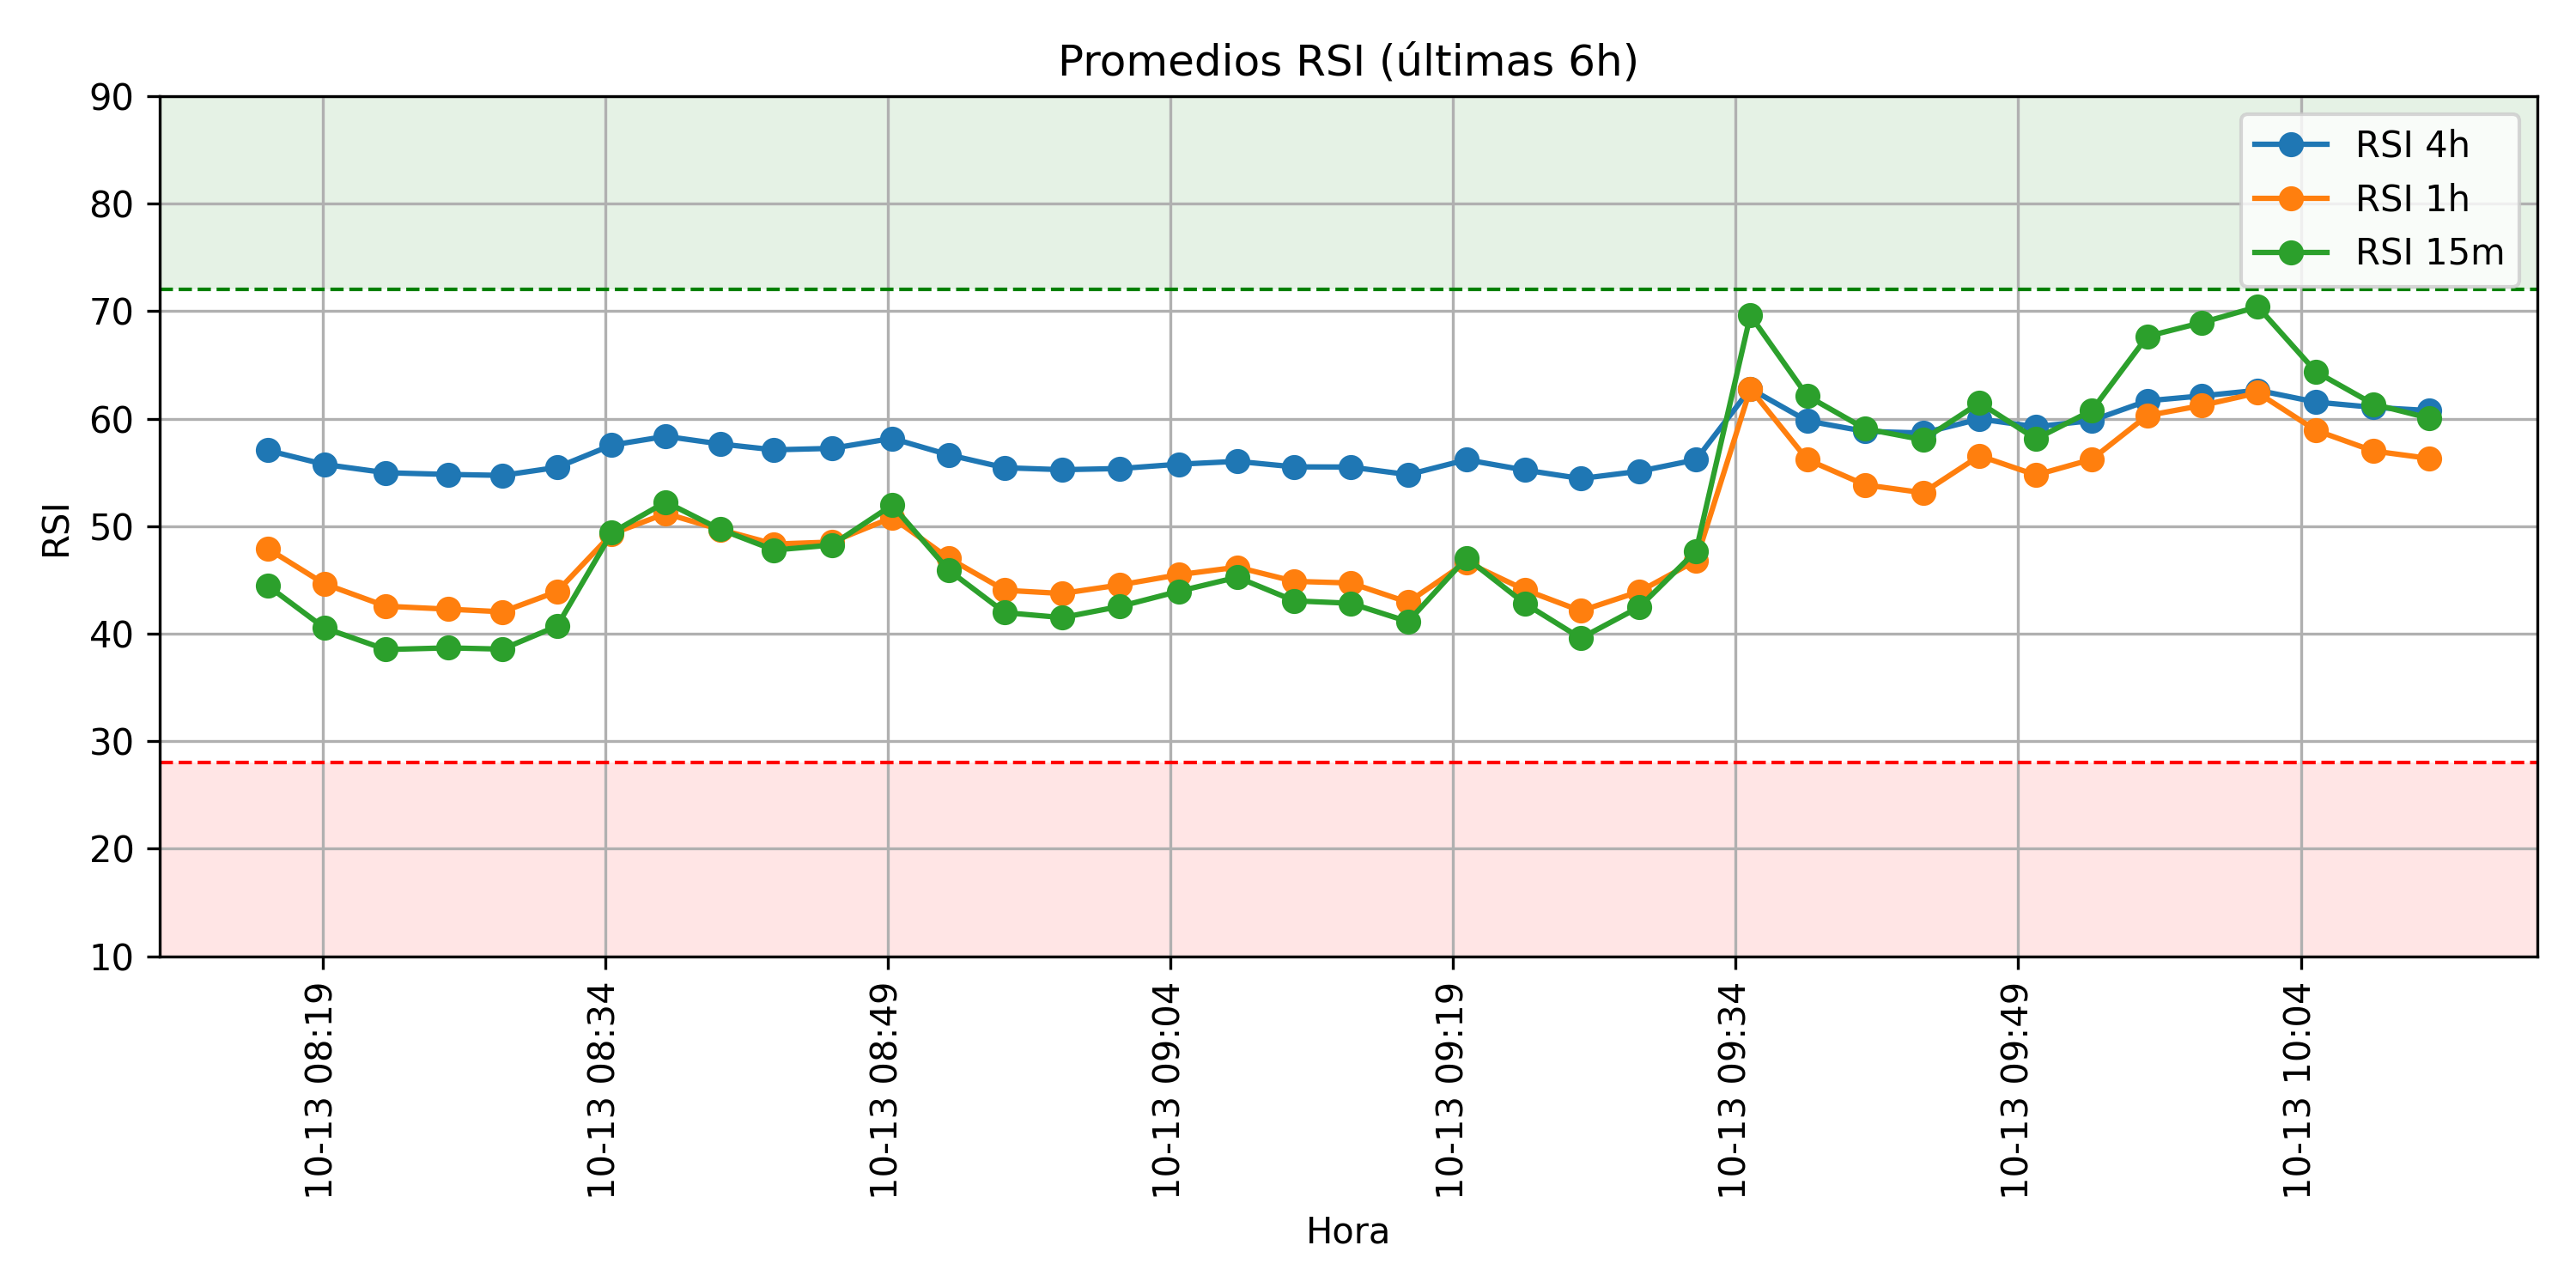 Promedios RSI (últimas 6h)
RSI 4h
RSI 1h
RSI 15m
RSI
90
80
70
60
50
40
30
20
10
10-13 08:19
10-13 08:34
10-13 08:49
10-13 09:04
10-13 09:19
10-13 09:34
10-13 09:49
10-13 10:04
Hora